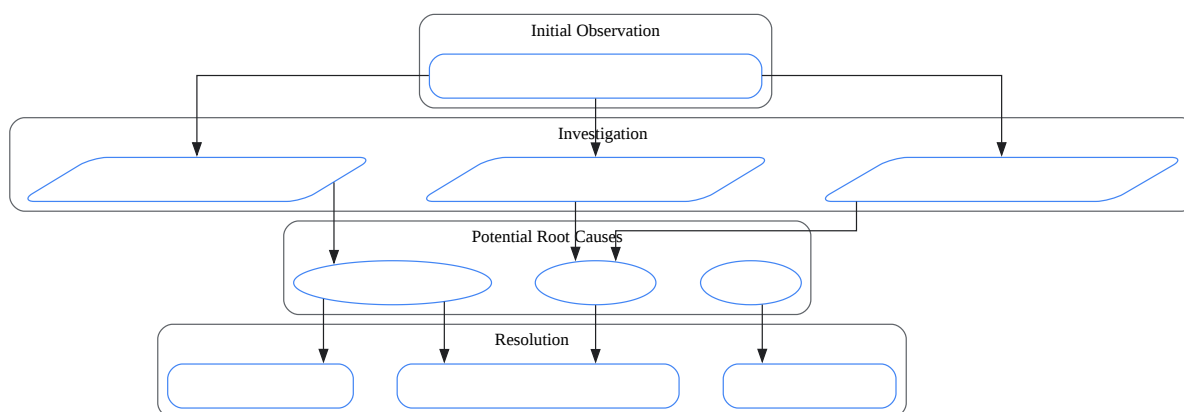 Initial Observation
Investigation
Potential Root Causes
Resolution